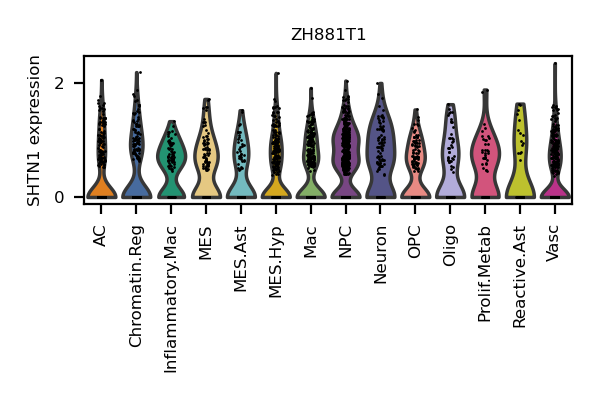 ZH881T1
SHTN1 expression
2
0
AC
Chromatin.Reg
Inflammatory.Mac
MES
MES.Ast
MES.Hyp
Mac
NPC
Neuron
OPC
Oligo
Prolif.Metab
Reactive.Ast
Vasc